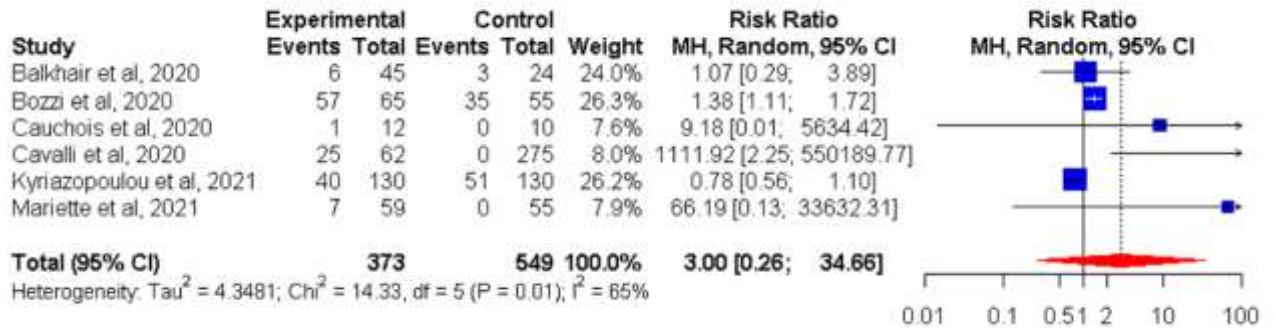 Experimental Control Risk Ratio Risk Ratio
Study Events Total Events Total Weight MH, Random, 95% CI MH, Random, 95% CI
Balkhair et al, 2020 6 45 3 24 24.0% 1.07 [0.29; 3.89]
Bozzi et al, 2020 57 65 35 55 26.3% 1.38 [1.11; 1.72]
Cauchois et al, 2020 1 12 0 10 7.6% 9.18 [0.01; 5634.42]
Cavalli et al, 2020 25 62 0 275 8.0% 1111.92 [2.25; 550189.77]
Kyriazopoulou et al, 2021 40 130 51 130 26.2% 0.78 [0.56; 1.10]
Mariette et al, 2021 7 59 0 55 7.9% 66.19 [0.13; 33632.31]
Total (95% CI) 373 549 100.0% 3.00 [0.26; 34.66]
Heterogeneity: Tau² = 4.3481; Chi² = 14.33, df = 5 (P = 0.01); I² = 65%
0.01 0.1 0.51 2 10 100